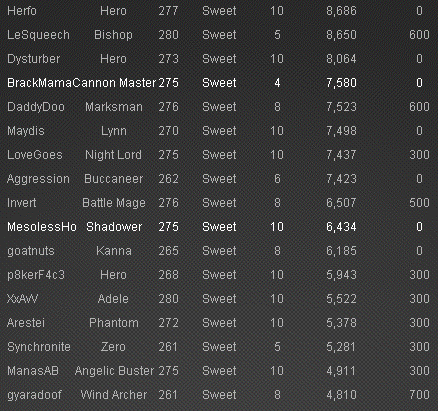 Herfo Hero 277 Sweet 10 8,686 0
LeSqueech Bishop 280 Sweet 5 8,650 600
Dysturber Hero 273 Sweet 10 8,064 0
BrackMamaCannon Master 275 Sweet 4 7,580 0
DaddyDoo Marksman 276 Sweet 8 7,523 600
Maydis Lynn 270 Sweet 10 7,498 0
LoveGoes Night Lord 275 Sweet 10 7,437 300
Aggression Buccaneer 262 Sweet 6 7,423 0
Invert Battle Mage 276 Sweet 8 6,507 500
MesolessHo Shadower 275 Sweet 10 6,434 0
goatnuts Kanna 265 Sweet 8 6,185 0
p8kerF4c3 Hero 268 Sweet 10 5,943 300
XxAvV Adele 280 Sweet 10 5,522 300
Arestei Phantom 272 Sweet 10 5,378 300
Synchronite Zero 261 Sweet 5 5,281 300
ManasAB Angelic Buster 275 Sweet 10 4,911 300
gyaradoof Wind Archer 261 Sweet 8 4,810 700